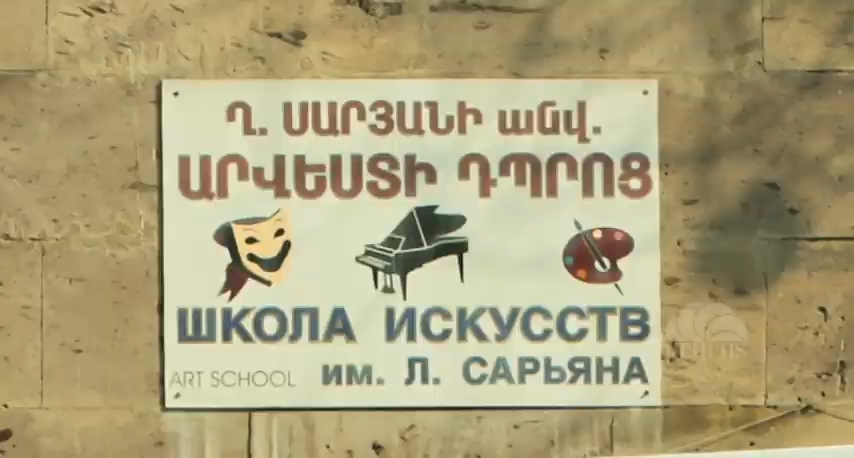 Ղ. ՍԱՐՅԱՆԻ անվ.
ԱՐՎԵՍՏԻ ԴՊՐՈՑ
ШКОЛА ИСКУССТВ
ART SCHOOL им. Л. САРЬЯНА